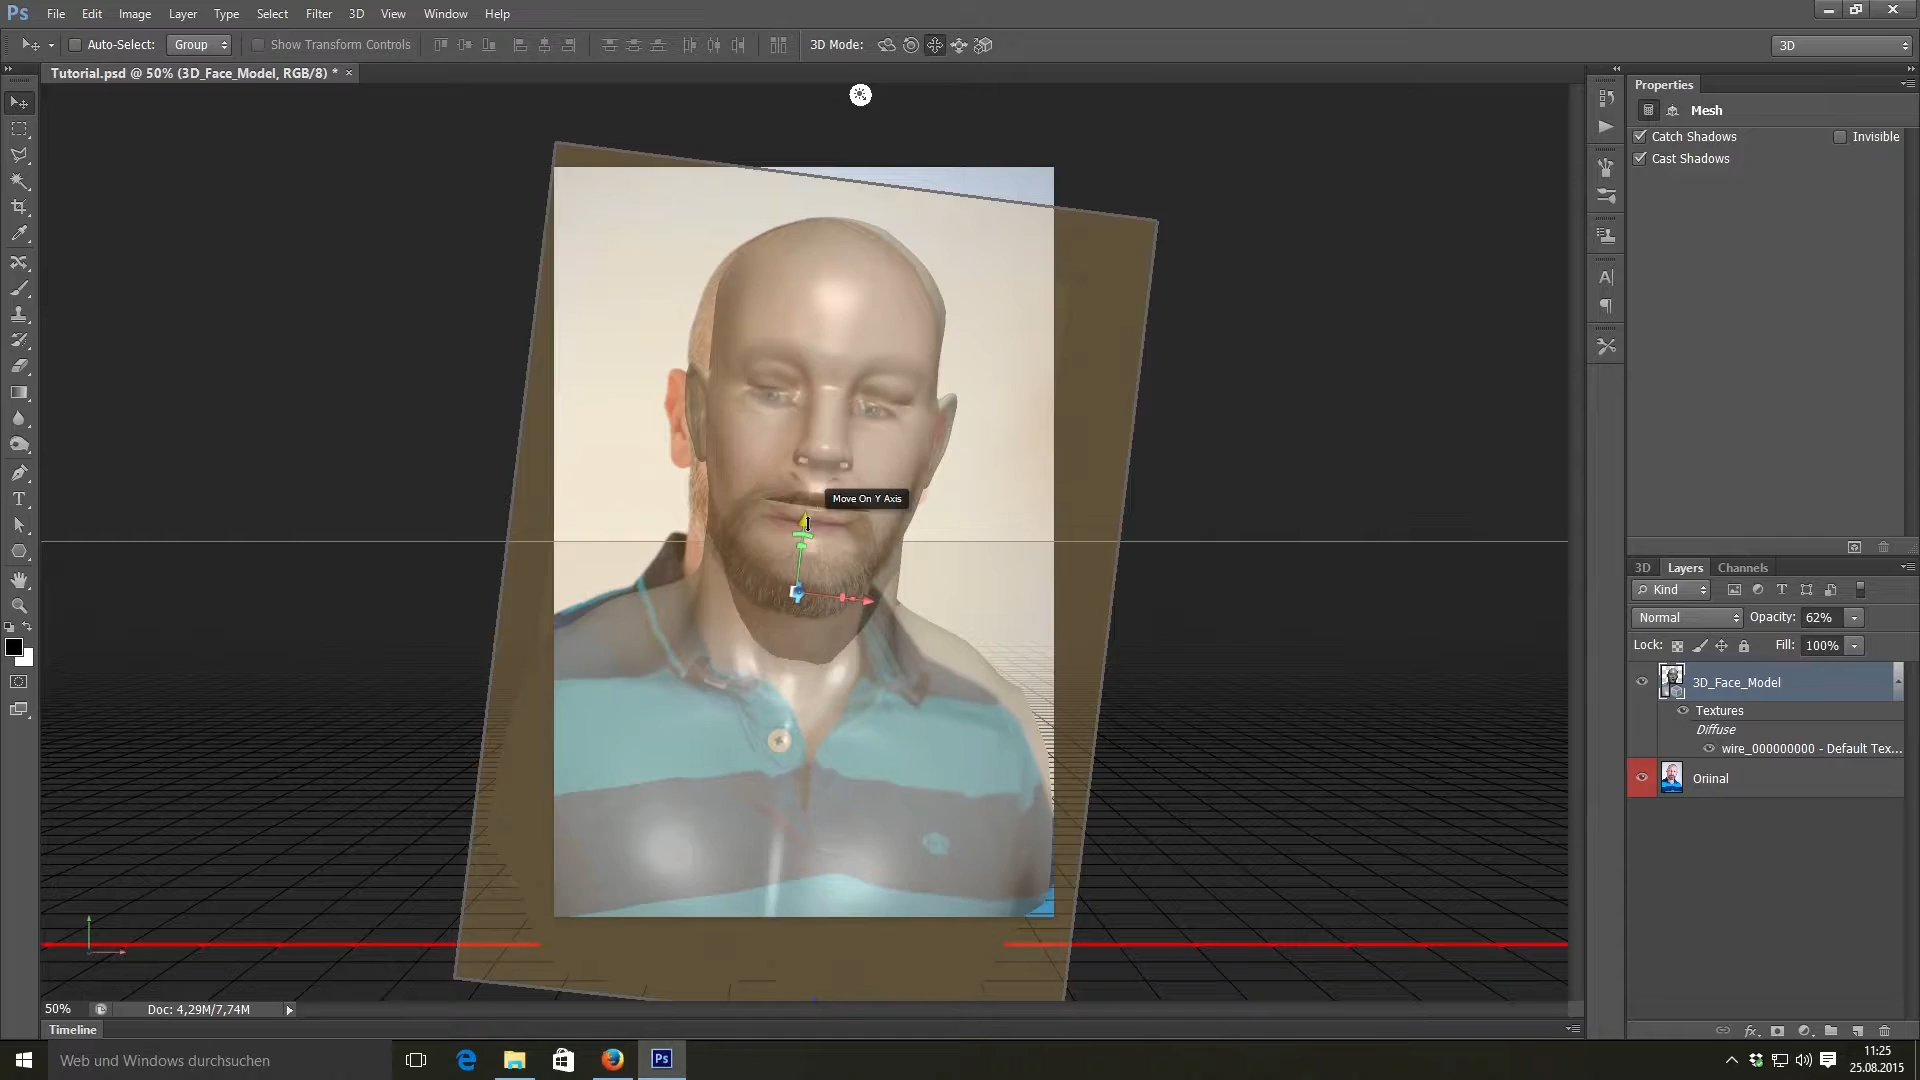 Ps File Edit Image Layer Type Select Filter 3D View Window Help
Auto-Select: Group Show Transform Controls 3D Mode: 3D
Tutorial.psd @ 50% (3D_Face_Model, RGB/8) * ×
Properties
Mesh
Catch Shadows Invisible
Cast Shadows
Move On Y Axis
3D Layers Channels
Kind
Normal Opacity: 62%
Lock: Fill: 100%
3D_Face_Model
Textures
Diffuse
wire_000000000 - Default Tex...
Oriinal
50% Doc: 4,29M/7,74M
Timeline
Web und Windows durchsuchen
Ps
11:25
25.08.2015